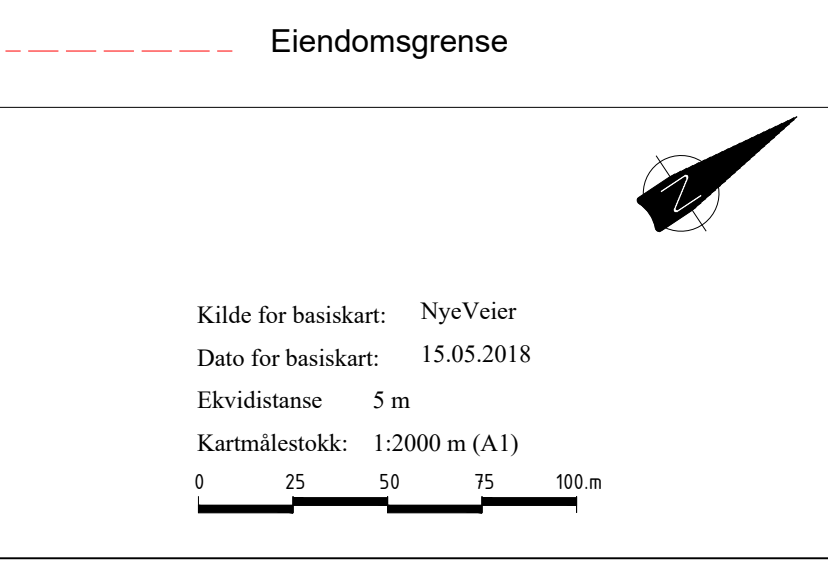 Eiendomsgrense
N
Kilde for basiskart: NyeVeier
Dato for basiskart: 15.05.2018
Ekvidistanse 5 m
Kartmålestokk: 1:2000 m (A1)
0 25 50 75 100.m